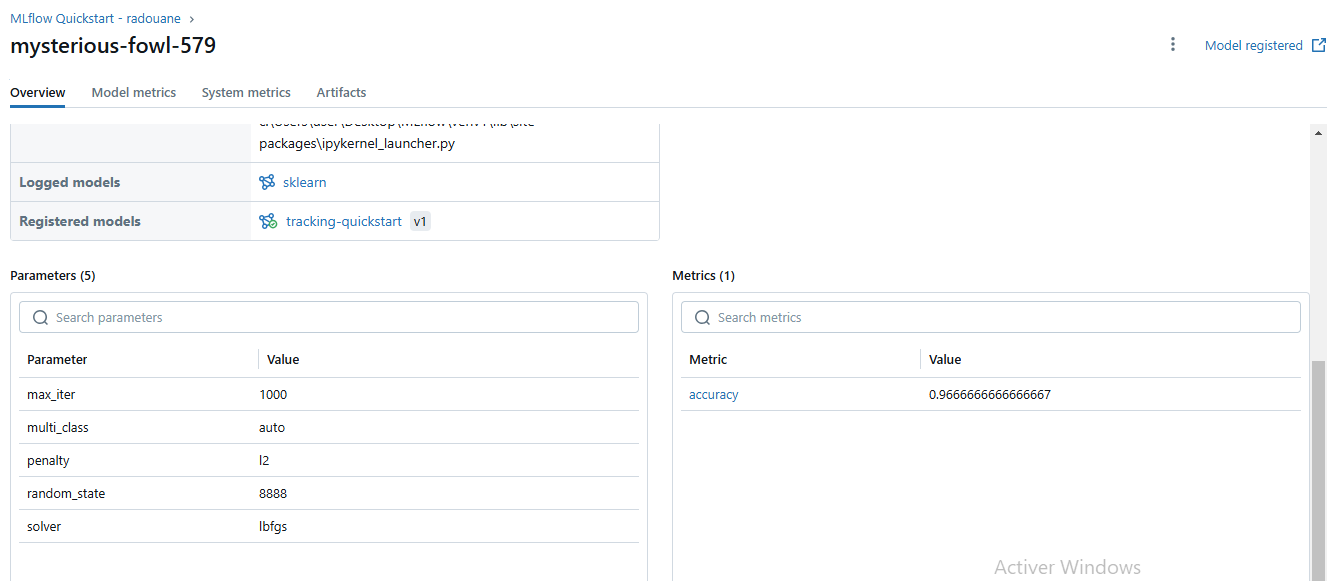 MLflow Quickstart - radouane ›
mysterious-fowl-579
Model registered
Overview Model metrics System metrics Artifacts
packages\ipykernel_launcher.py
Logged models sklearn
Registered models tracking-quickstart v1
Parameters (5)
Search parameters
Parameter Value
max_iter 1000
multi_class auto
penalty l2
random_state 8888
solver lbfgs
Metrics (1)
Search metrics
Metric Value
accuracy 0.9666666666666667
Activer Windows